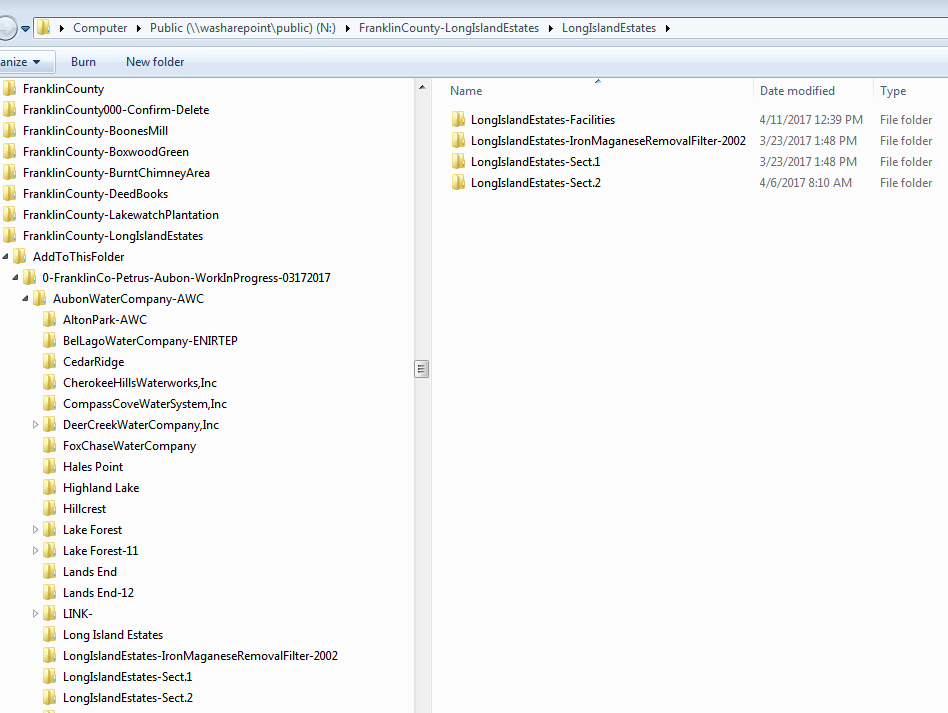 Computer Public (\\washarepoint\public) (N:) FranklinCounty-LongIslandEstates LongIslandEstates
anize Burn New folder
FranklinCounty
FranklinCounty000-Confirm-Delete
FranklinCounty-BoonesMill
FranklinCounty-BoxwoodGreen
FranklinCounty-BurntChimneyArea
FranklinCounty-DeedBooks
FranklinCounty-LakewatchPlantation
FranklinCounty-LongIslandEstates
AddToThisFolder
0-FranklinCo-Petrus-Aubon-WorkInProgress-03172017
AubonWaterCompany-AWC
AltonPark-AWC
BelLagoWaterCompany-ENIRTEP
CedarRidge
CherokeeHillsWaterworks,Inc
CompassCoveWaterSystem,Inc
DeerCreekWaterCompany,Inc
FoxChaseWaterCompany
Hales Point
Highland Lake
Hillcrest
Lake Forest
Lake Forest-11
Lands End
Lands End-12
LINK-
Long Island Estates
LongIslandEstates-IronMaganeseRemovalFilter-2002
LongIslandEstates-Sect.1
LongIslandEstates-Sect.2
Name Date modified Type
LongIslandEstates-Facilities 4/11/2017 12:39 PM File folder
LongIslandEstates-IronMaganeseRemovalFilter-2002 3/23/2017 1:48 PM File folder
LongIslandEstates-Sect.1 3/23/2017 1:48 PM File folder
LongIslandEstates-Sect.2 4/6/2017 8:10 AM File folder